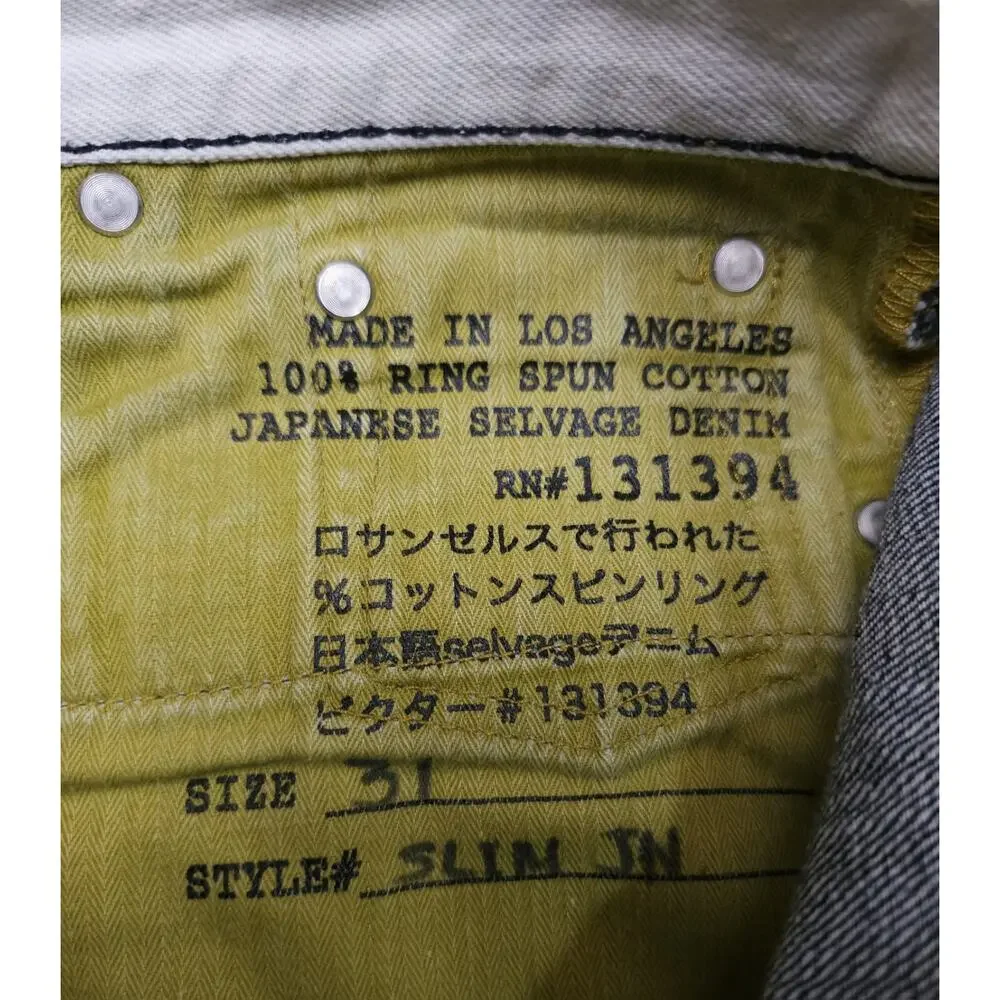 MADE IN LOS ANGELES
100% RING SPUN COTTON
JAPANESE SELVAGE DENIM
RN#131394
ロサンゼルスで行われた
%コットンスピンリング
日本語selvageデニム
ビクター#131394
SIZE 31
STYLE# SLIM JN